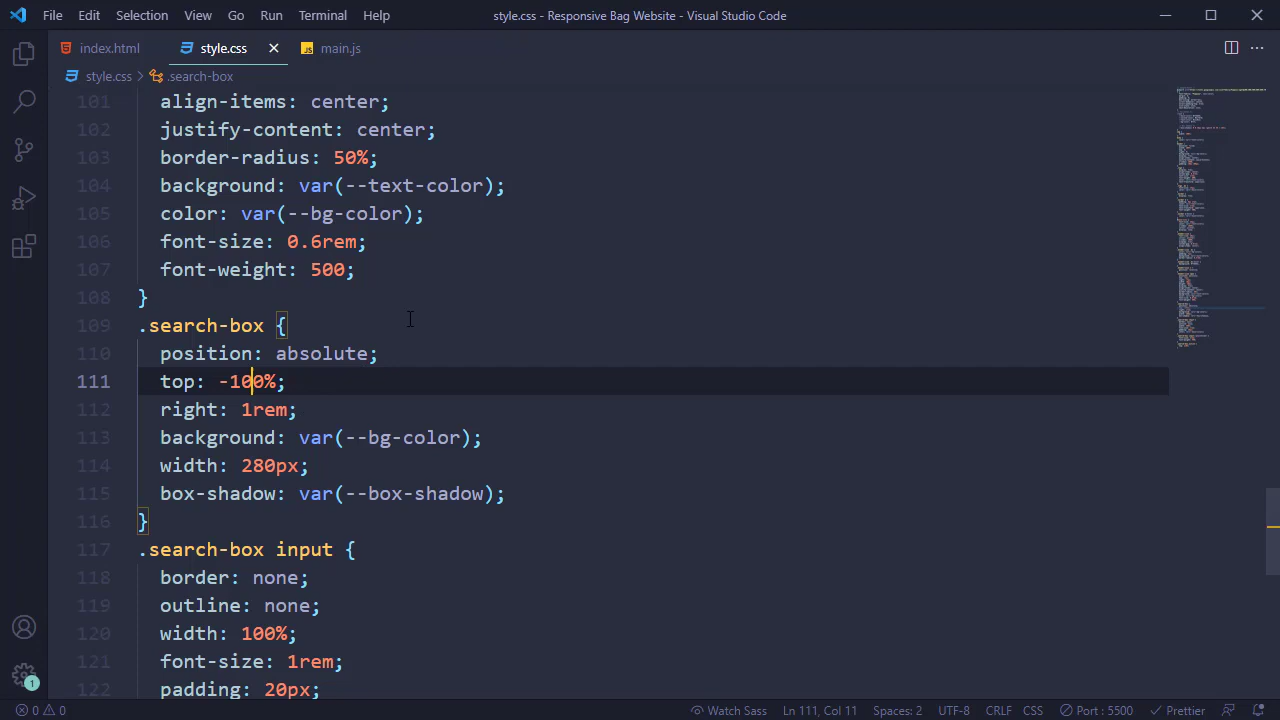 File Edit Selection View Go Run Terminal Help style.css - Responsive Bag Website - Visual Studio Code
index.html style.css main.js
style.css .search-box
101 align-items: center;
102 justify-content: center;
103 border-radius: 50%;
104 background: var(--text-color);
105 color: var(--bg-color);
106 font-size: 0.6rem;
107 font-weight: 500;
108 }
109 .search-box {
110 position: absolute;
111 top: -100%;
112 right: 1rem;
113 background: var(--bg-color);
114 width: 280px;
115 box-shadow: var(--box-shadow);
116 }
117 .search-box input {
118 border: none;
119 outline: none;
120 width: 100%;
121 font-size: 1rem;
122 padding: 20px;
1
0 0 Watch Sass Ln 111, Col 11 Spaces: 2 UTF-8 CRLF CSS Port : 5500 Prettier